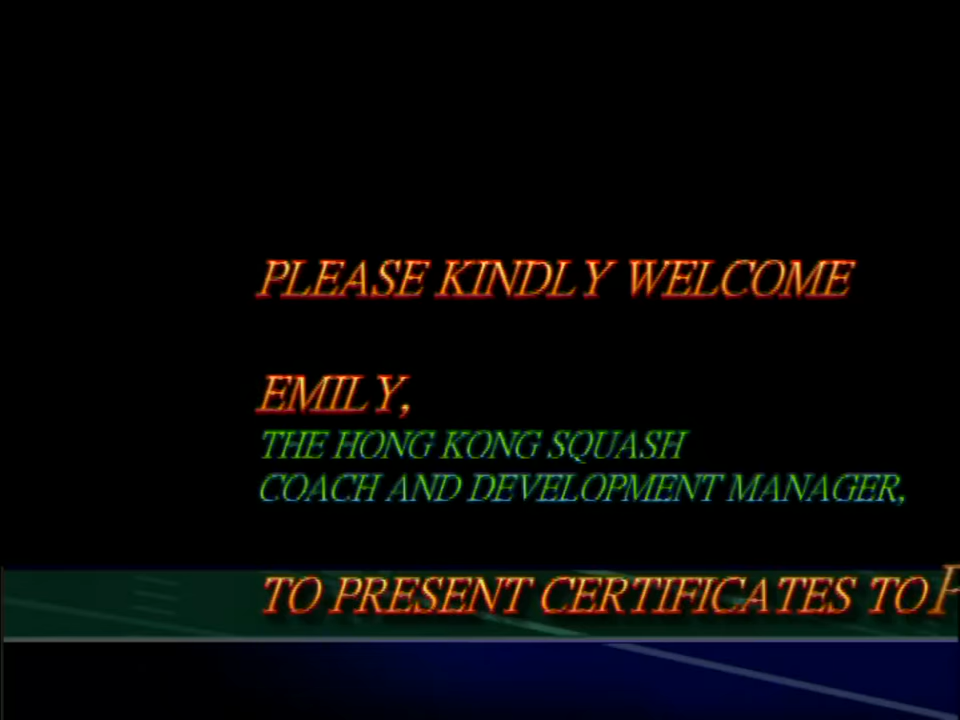 PLEASE KINDLY WELCOME
EMILY,
THE HONG KONG SQUASH
COACH AND DEVELOPMENT MANAGER,
TO PRESENT CERTIFICATES TO